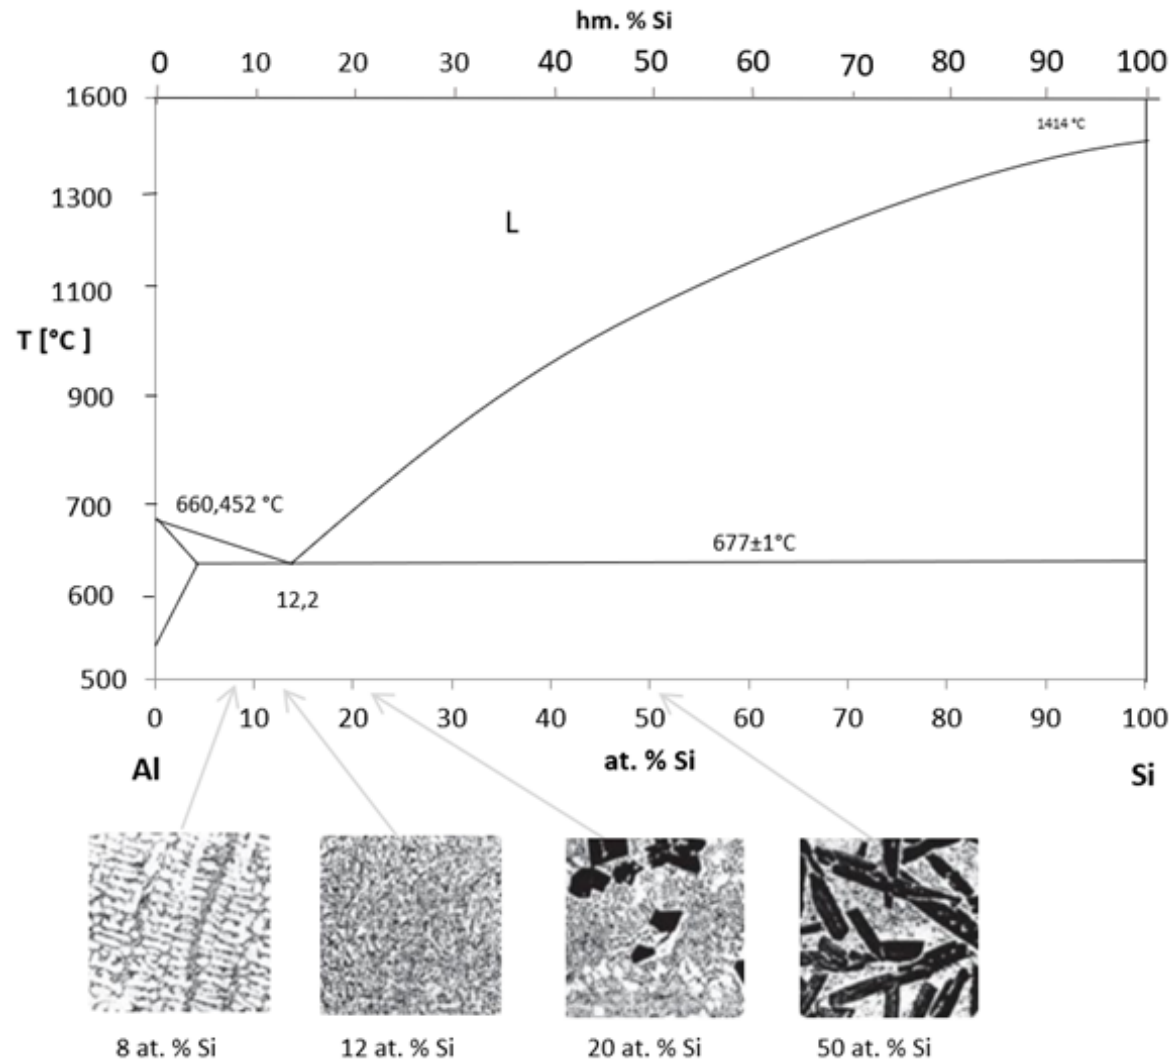 hm. % Si
0 10 20 30 40 50 60 70 80 90 100
1600
1414 °C
1300
L
1100
T [°C ]
900
700
660,452 °C
677±1°C
600
12,2
500
0 10 20 30 40 50 60 70 80 90 100
Al at. % Si Si
8 at. % Si 12 at. % Si 20 at. % Si 50 at. % Si